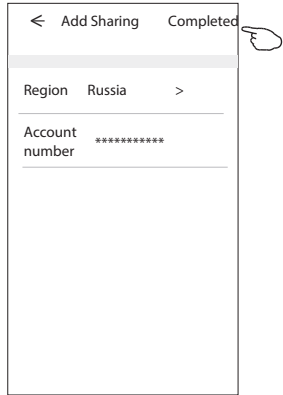 ← Add Sharing Completed
Region Russia >
Account
number ***********